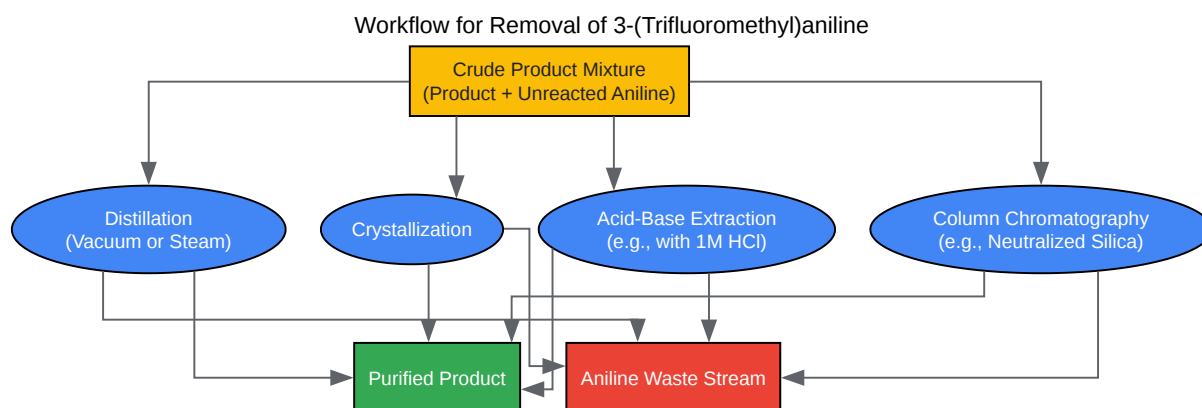 Workflow for Removal of 3-(Trifluoromethyl)aniline
Crude Product Mixture
(Product + Unreacted Aniline)
Distillation
(Vacuum or Steam)
Crystallization
Acid-Base Extraction
(e.g., with 1M HCl)
Column Chromatography
(e.g., Neutralized Silica)
Purified Product
Aniline Waste Stream